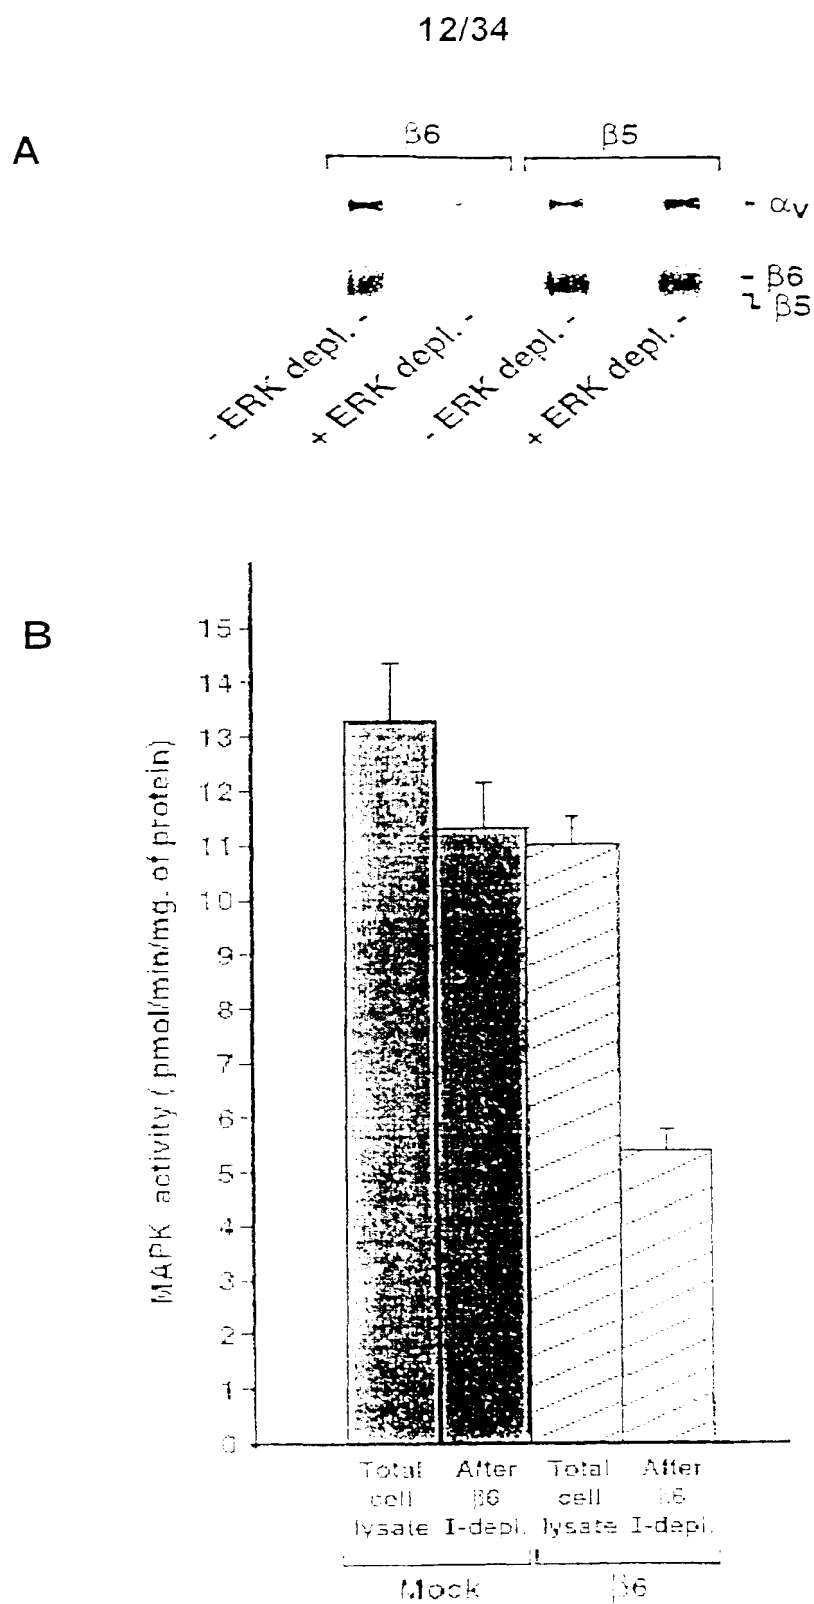 12/34
A
β6 β5
- αv
- β6
β5
- ERK depl. -
+ ERK depl. -
- ERK depl. -
+ ERK depl. -
B
MAPK activity ( pmol/min/mg. of protein)
15
14
13
12
11
10
9
8
7
6
5
4
3
2
1
0
Total After Total After
cell β6 cell β6
lysate I-depl. lysate I-depl.
Mock β6